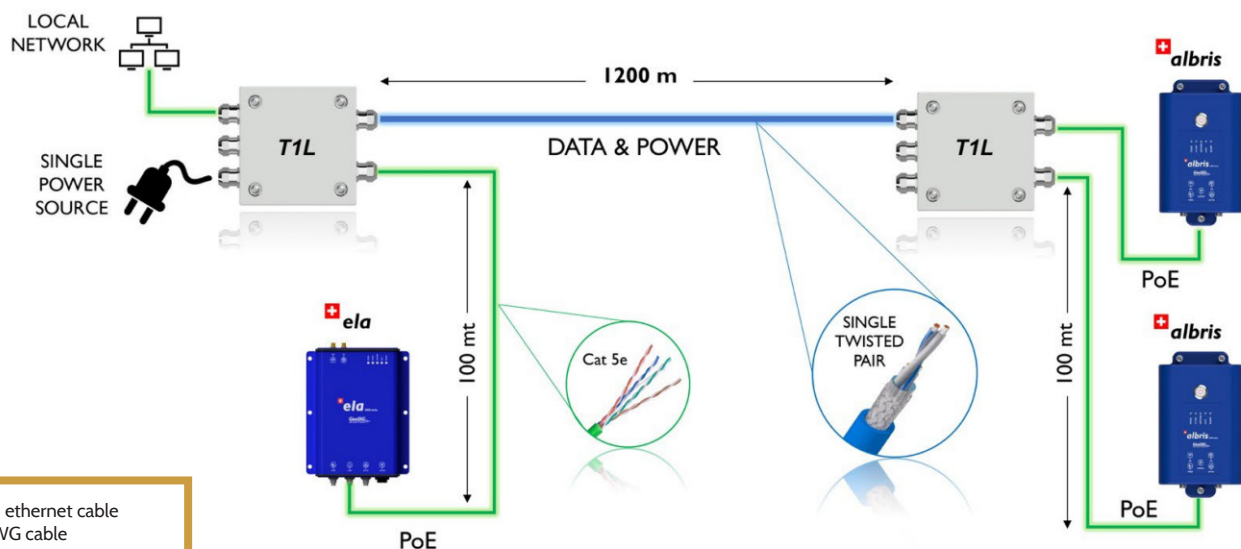 LOCAL
NETWORK
SINGLE
POWER
SOURCE
T1L
1200 m
DATA & POWER
T1L
albris
albris
PoE
ela
ela
100 mt
PoE
Cat 5e
SINGLE
TWISTED
PAIR
100 mt
albris
albris
PoE
ethernet cable
WG cable